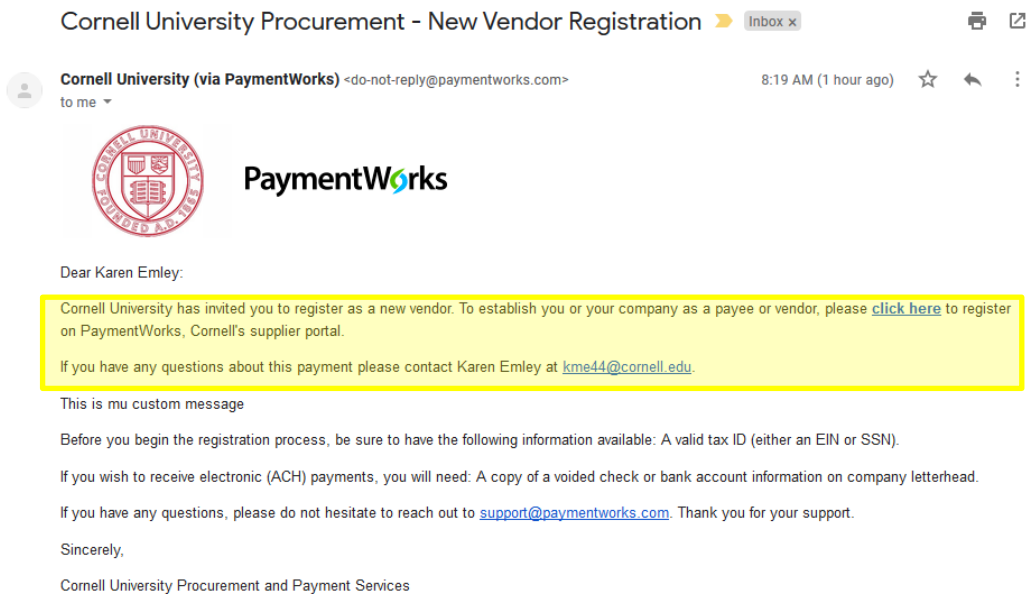 Cornell University Procurement - New Vendor Registration Inbox x
Cornell University (via PaymentWorks) <do-not-reply@paymentworks.com> 8:19 AM (1 hour ago)
to me
CORNELL UNIVERSITY
FOUNDED A.D. 1865
PaymentWorks
Dear Karen Emley:
Cornell University has invited you to register as a new vendor. To establish you or your company as a payee or vendor, please click here to register
on PaymentWorks, Cornell's supplier portal.
If you have any questions about this payment please contact Karen Emley at kme44@cornell.edu.
This is mu custom message
Before you begin the registration process, be sure to have the following information available: A valid tax ID (either an EIN or SSN).
If you wish to receive electronic (ACH) payments, you will need: A copy of a voided check or bank account information on company letterhead.
If you have any questions, please do not hesitate to reach out to support@paymentworks.com. Thank you for your support.
Sincerely,
Cornell University Procurement and Payment Services